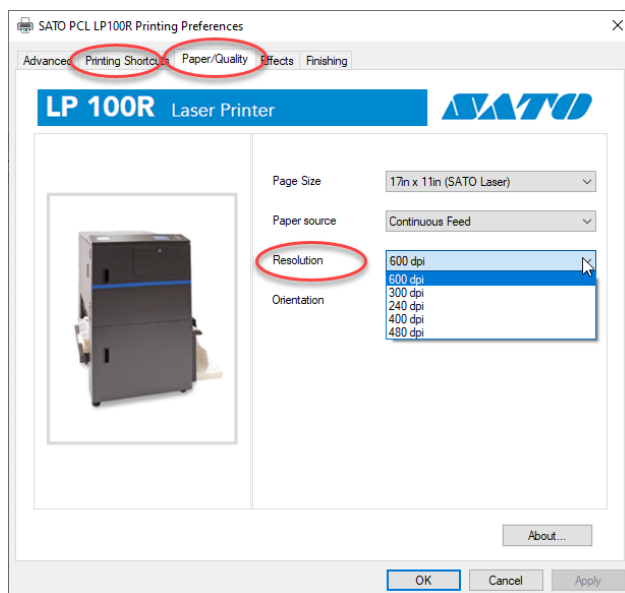 SATO PCL LP100R Printing Preferences
Advanced Printing Shortcuts Paper/Quality Effects Finishing
LP 100R Laser Printer SATO
Page Size 17in x 11in (SATO Laser)
Paper source Continuous Feed
Resolution 600 dpi
600 dpi
300 dpi
Orientation
240 dpi
400 dpi
480 dpi
About...
OK Cancel Apply